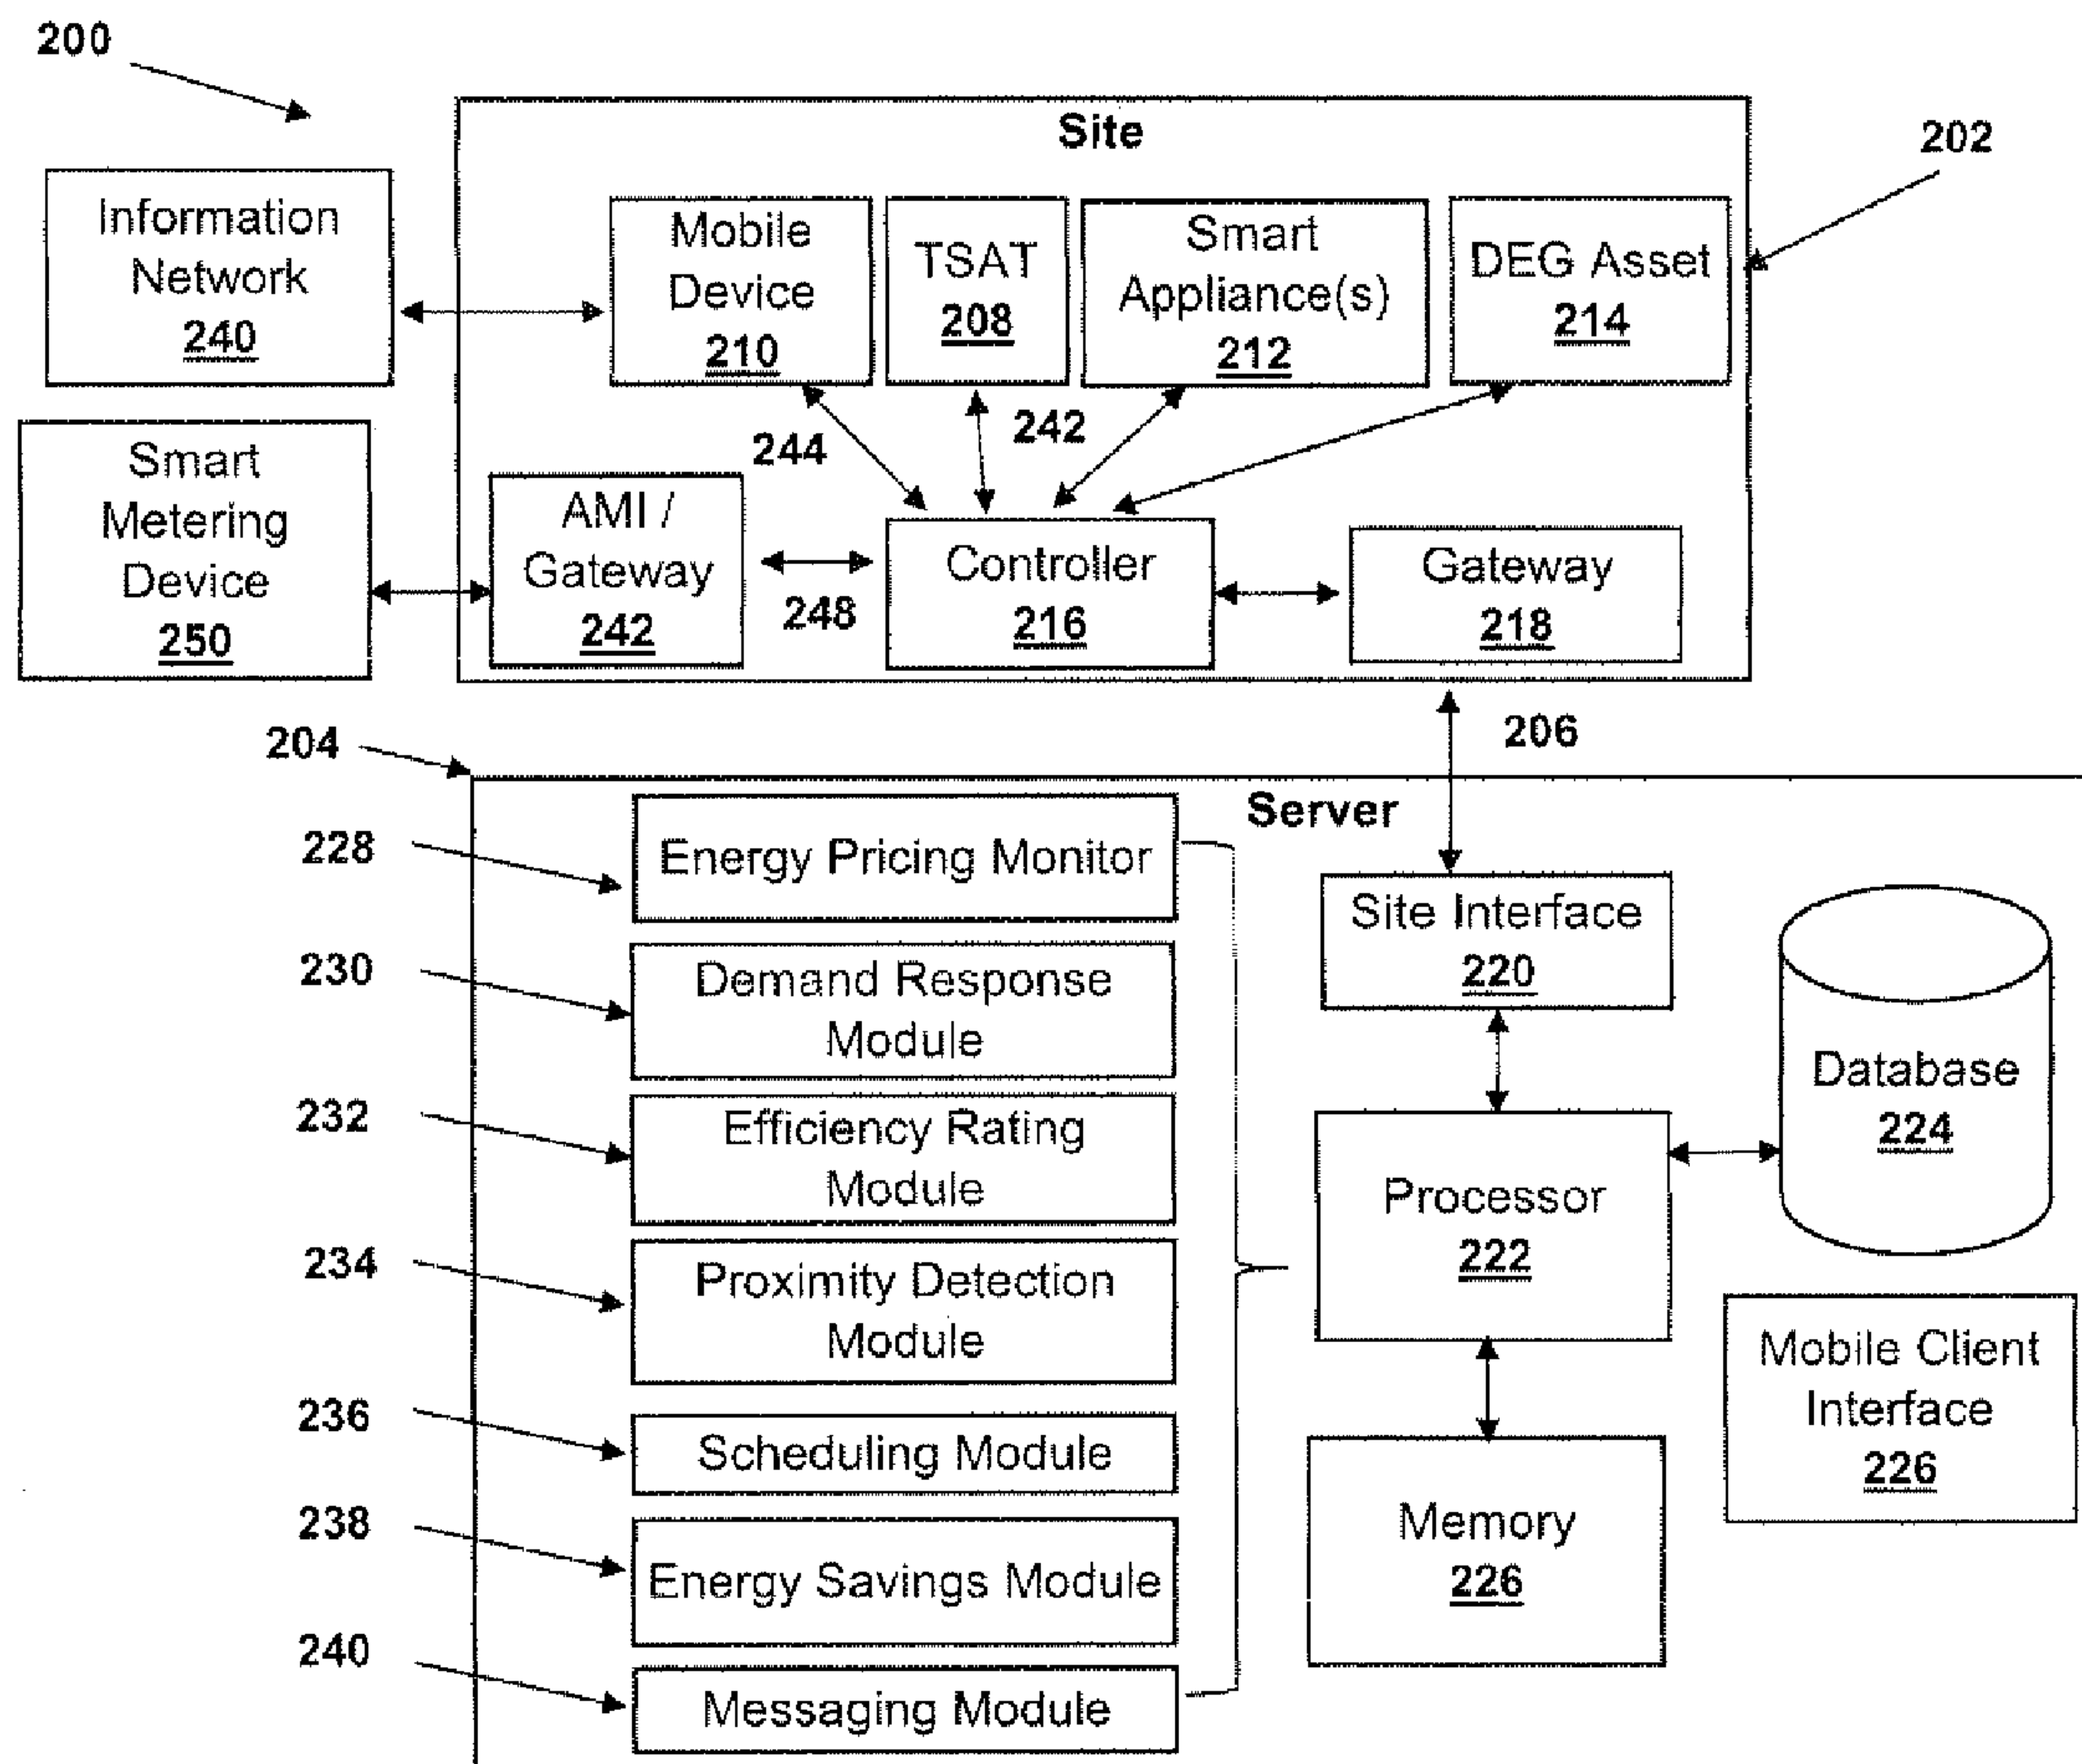 200
Site
202
Information
Network
240
Mobile
Device
210
TSAT
208
Smart
Appliance(s)
212
DEG Asset
214
Smart
Metering
Device
250
244
242
AMI /
Gateway
242
248
Controller
216
Gateway
218
206
204
Server
228
Energy Pricing Monitor
230
Demand Response
Module
232
Efficiency Rating
Module
234
Proximity Detection
Module
236
Scheduling Module
238
Energy Savings Module
240
Messaging Module
Site Interface
220
Processor
222
Database
224
Mobile Client
Interface
226
Memory
226